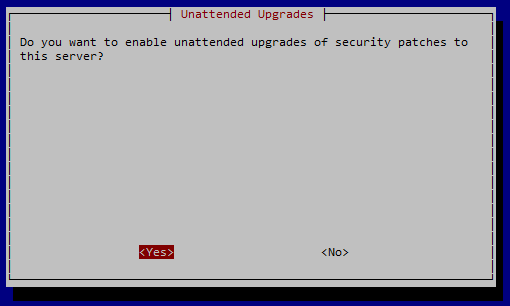 Unattended Upgrades
Do you want to enable unattended upgrades of security patches to
this server?
<Yes> <No>